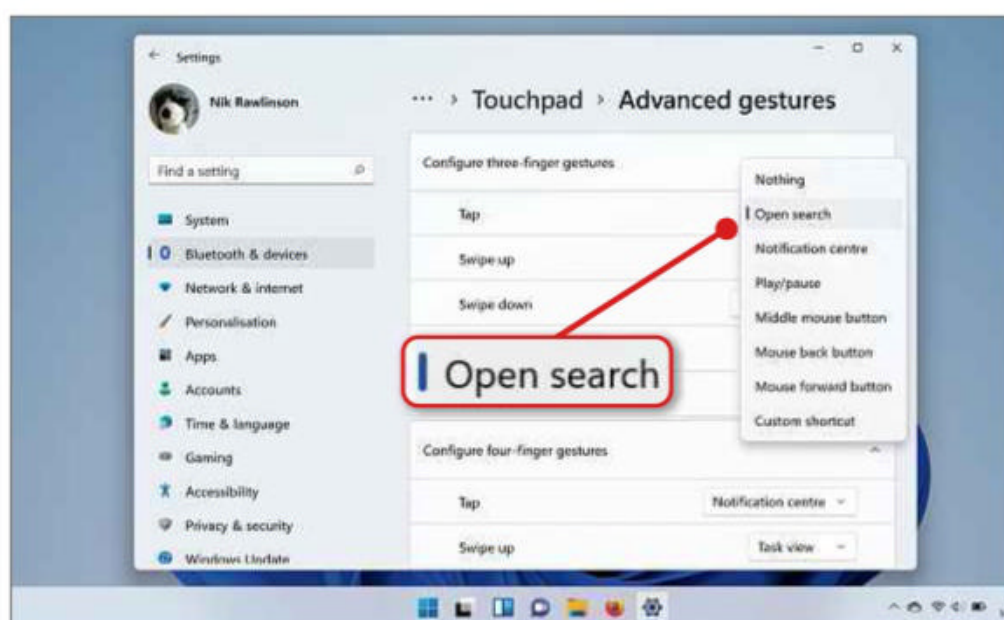 ← Settings
Nik Rawlinson
Find a setting
System
Bluetooth & devices
Network & internet
Personalisation
Apps
Accounts
Time & language
Gaming
Accessibility
Privacy & security
Windows Update
··· › Touchpad › Advanced gestures
Configure three-finger gestures
Tap
Swipe up
Swipe down
Nothing
Open search
Notification centre
Play/pause
Middle mouse button
Mouse back button
Mouse forward button
Custom shortcut
Open search
Configure four-finger gestures
Tap
Notification centre
Swipe up
Task view